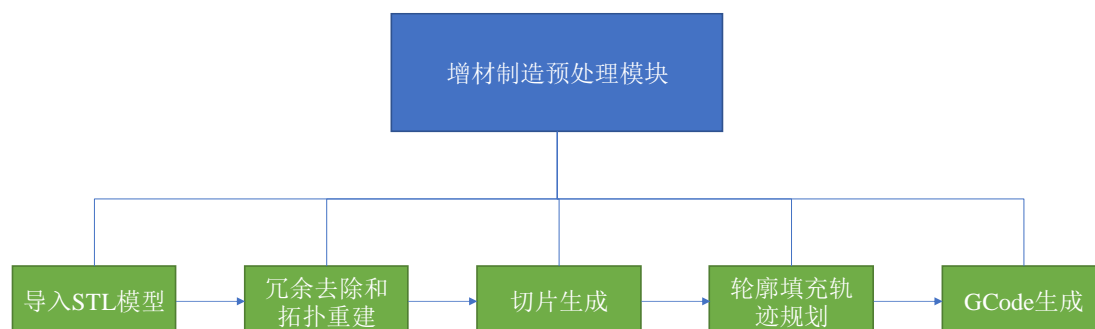 增材制造预处理模块
导入STL模型
冗余去除和
拓扑重建
切片生成
轮廓填充轨
迹规划
GCode生成